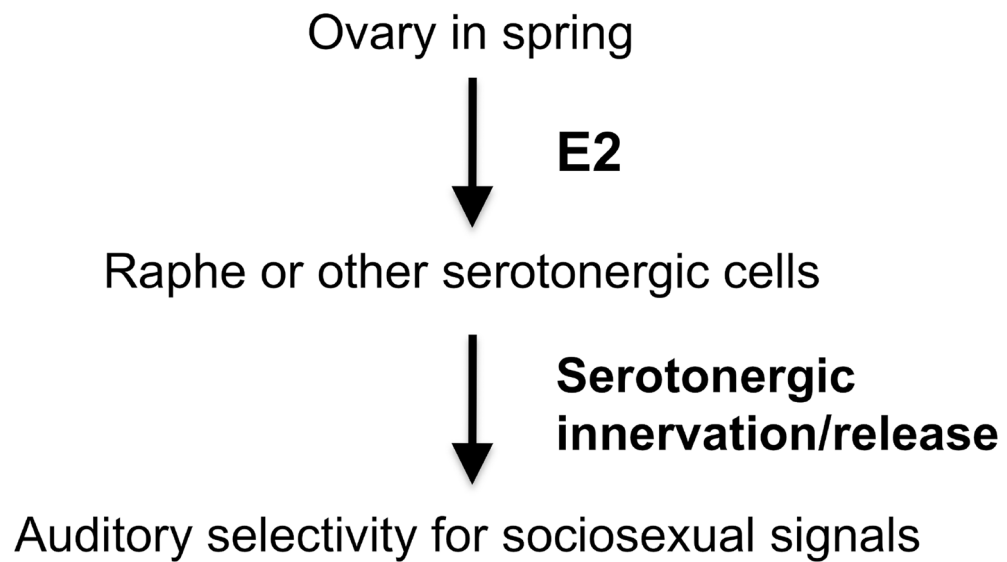 Ovary in spring
E2
Raphe or other serotonergic cells
Serotonergic
innervation/release
Auditory selectivity for sociosexual signals